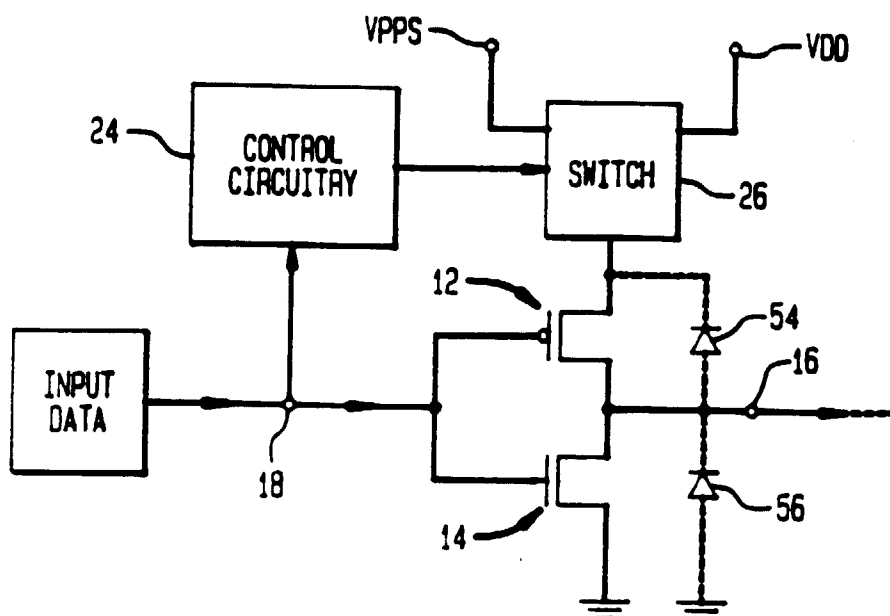 VPPS
VDD
24
CONTROL
CIRCUITRY
SWITCH
26
12
54
INPUT
DATA
16
18
14
56